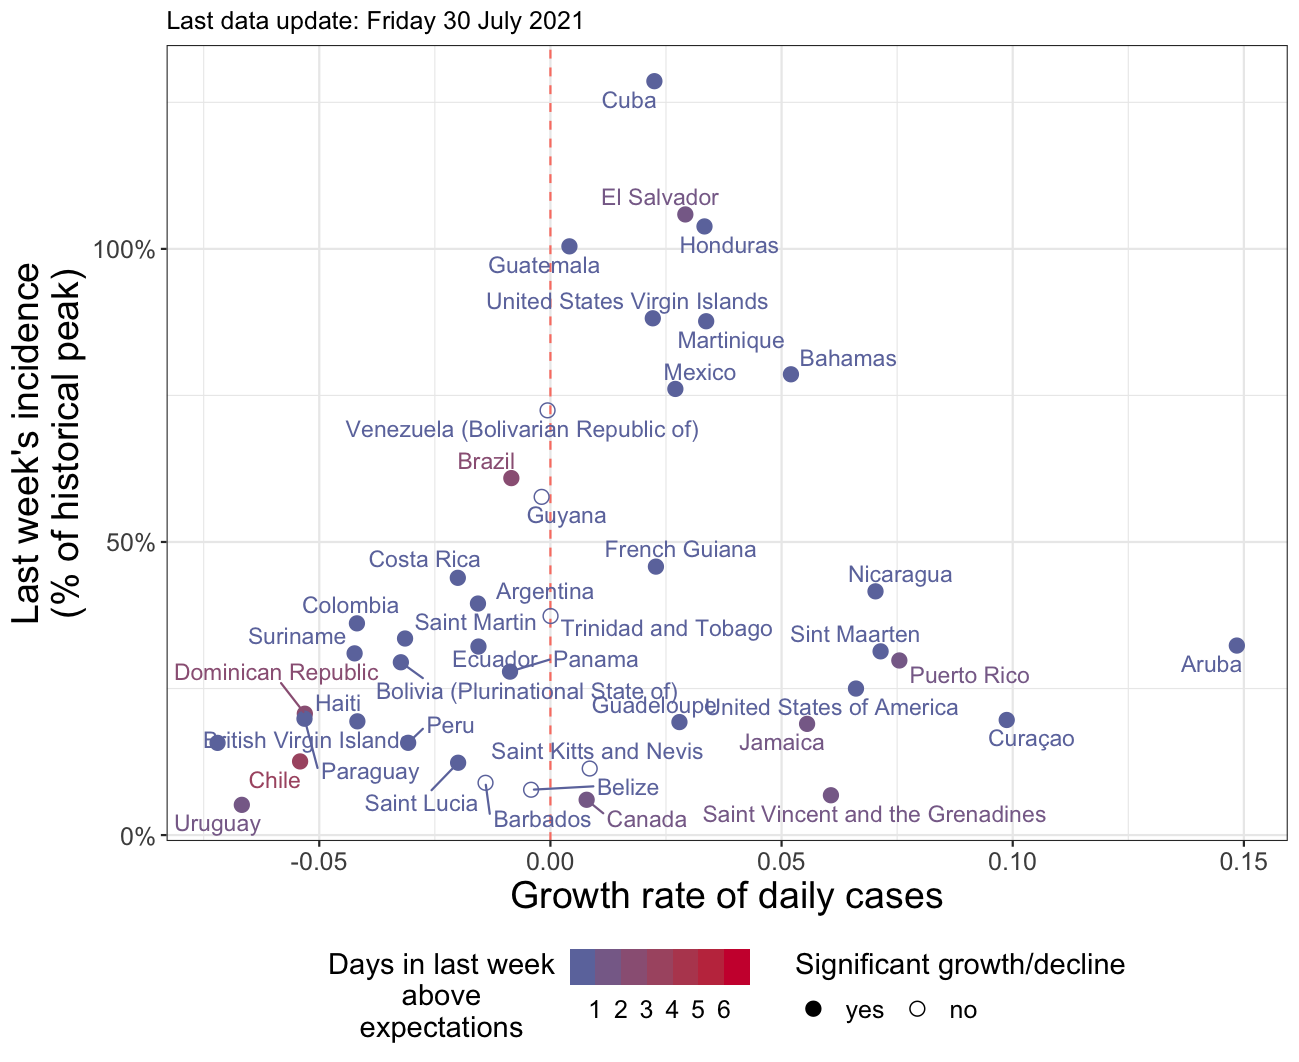 Last data update: Friday 30 July 2021
Cuba
El Salvador
Honduras
100%
Guatemala
United States Virgin Islands
Martinique
Bahamas
Mexico
Venezuela (Bolivarian Republic of)
Brazil
Guyana
50%
French Guiana
Costa Rica
Nicaragua
Argentina
Colombia
Saint Martin
Trinidad and Tobago
Suriname
Sint Maarten
Ecuador
Panama
Aruba
Dominican Republic
Puerto Rico
Bolivia (Plurinational State of)
Haiti
Guadeloupe
United States of America
Peru
British Virgin Islands
Jamaica
Curaçao
Saint Kitts and Nevis
Paraguay
Chile
Belize
Saint Lucia
Saint Vincent and the Grenadines
Barbados
Canada
Uruguay
0%
-0.05
0.00
0.05
0.10
0.15
Last week's incidence
(% of historical peak)
Growth rate of daily cases
Days in last week
above
expectations
1 2 3 4 5 6
Significant growth/decline
yes
no